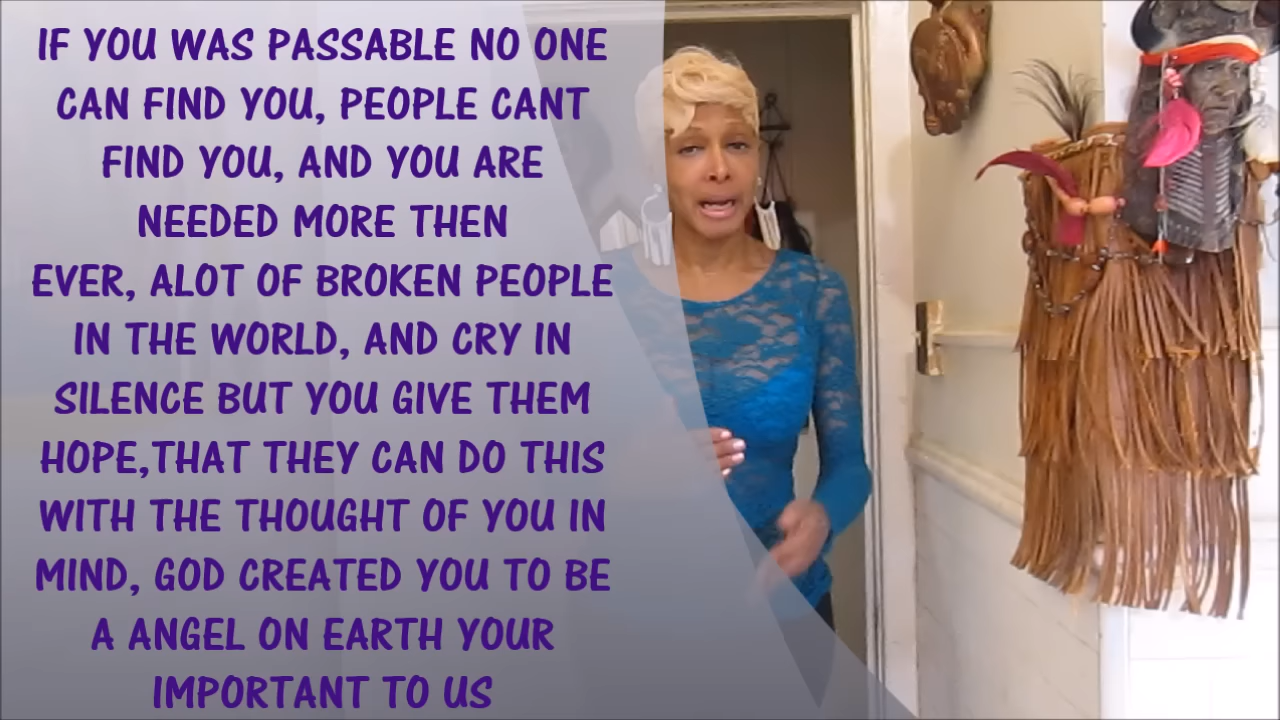 IF YOU WAS PASSABLE NO ONE
CAN FIND YOU, PEOPLE CANT
FIND YOU, AND YOU ARE
NEEDED MORE THEN
EVER, ALOT OF BROKEN PEOPLE
IN THE WORLD, AND CRY IN
SILENCE BUT YOU GIVE THEM
HOPE,THAT THEY CAN DO THIS
WITH THE THOUGHT OF YOU IN
MIND, GOD CREATED YOU TO BE
A ANGEL ON EARTH YOUR
IMPORTANT TO US